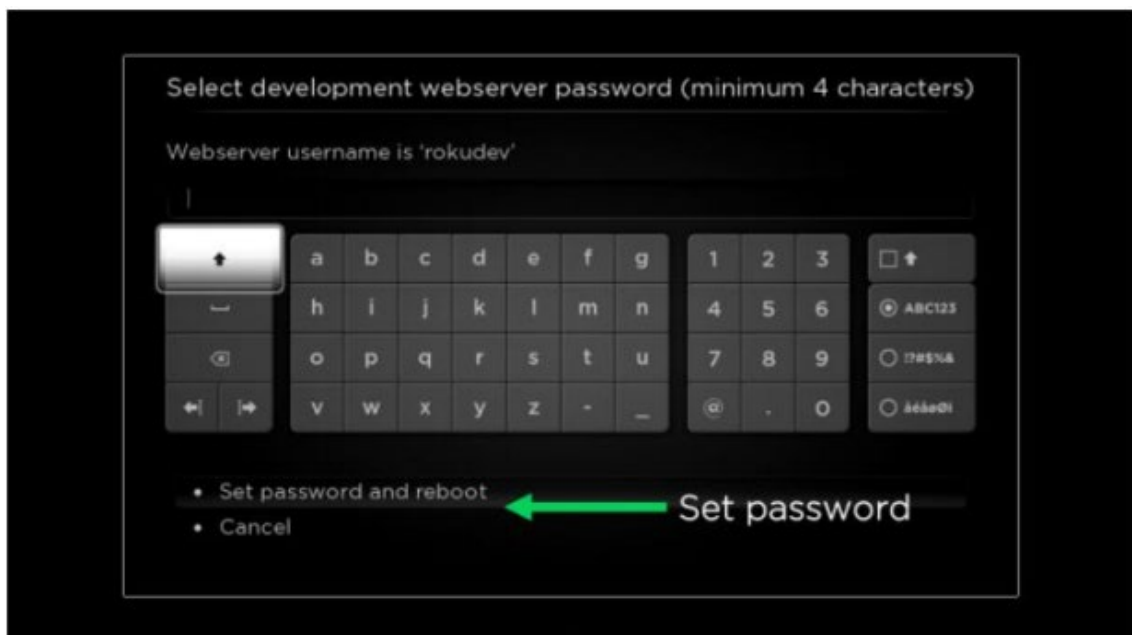 Select development webserver password (minimum 4 characters)
Webserver username is 'rokudev'
a b c d e f g 1 2 3
h i j k l m n 4 5 6 ABC123
o p q r s t u 7 8 9 !?#$%&
v w x y z - _ @ . 0
• Set password and reboot
Set password
• Cancel